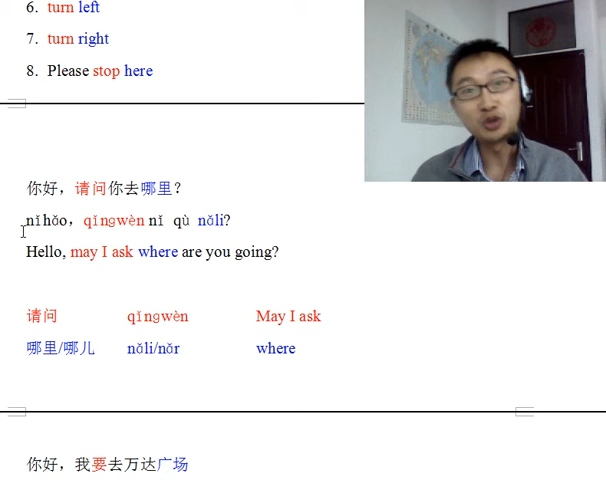 6. turn left
7. turn right
8. Please stop here
你好，请问你去哪里？
nǐhǎo，qǐngwèn nǐ qù nǎli?
Hello, may I ask where are you going?
请问 qǐngwèn May I ask
哪里/哪儿 nǎli/nǎr where
你好，我要去万达广场